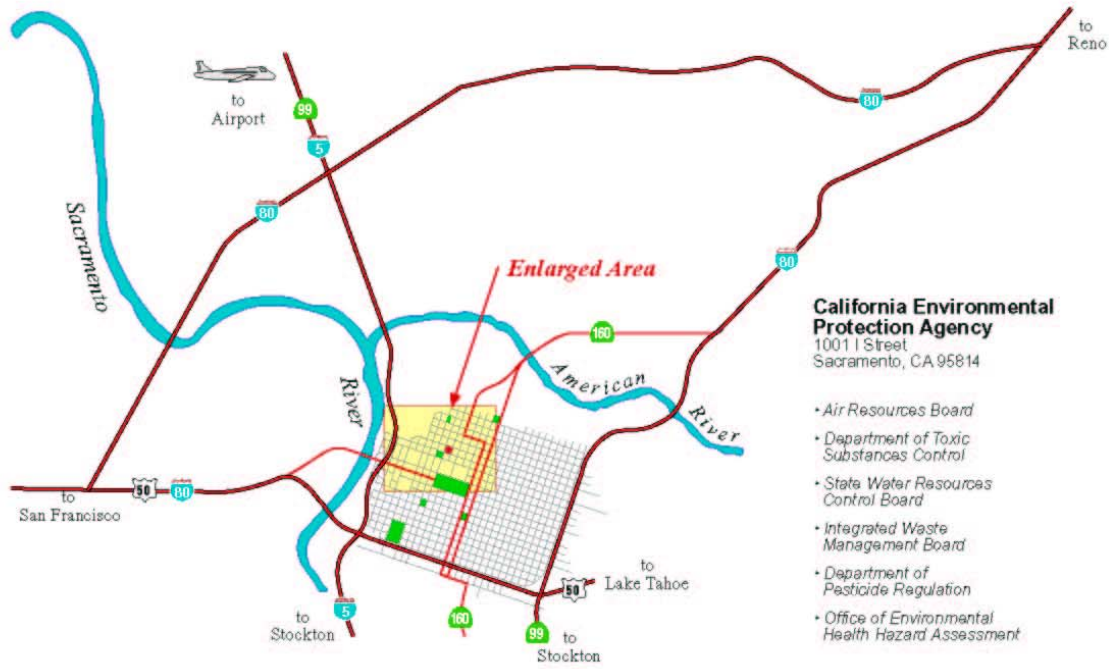 to
Reno
to
Airport
99
5
80
80
80
Sacramento
River
Enlarged Area
160
American
River
California Environmental
Protection Agency
1001 I Street
Sacramento, CA 95814
• Air Resources Board
• Department of Toxic
Substances Control
• State Water Resources
Control Board
• Integrated Waste
Management Board
• Department of
Pesticide Regulation
• Office of Environmental
Health Hazard Assessment
50
80
to
San Francisco
to
Lake Tahoe
50
5
to
Stockton
160
99
to
Stockton